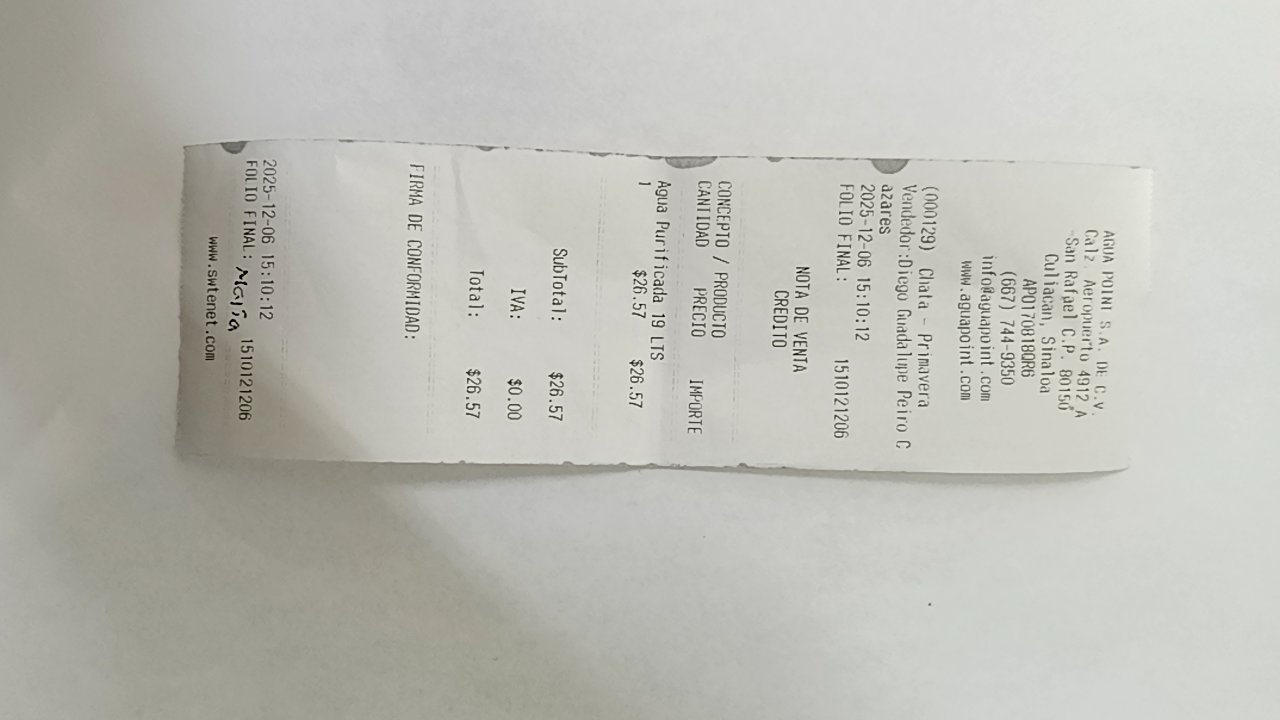 AGUA POINT S.A. DE C.V.
Calz. Aeropuerto 4912 A
-San Rafael C.P. 80150
Culiacan, Sinaloa
APO170818QR6
(667) 744-9350
info@aguapoint.com
www.aguapoint.com
(000129) Chata - Primavera
Vendedor:Diego Guadalupe Peiro C
azares
2025-12-06 15:10:12
FOLIO FINAL: 1510121206
NOTA DE VENTA
CREDITO
CONCEPTO / PRODUCTO
CANTIDAD PRECIO IMPORTE
Agua Purificada 19 LTS
1 $26.57 $26.57
SubTotal: $26.57
IVA: $0.00
Total: $26.57
FIRMA DE CONFORMIDAD:
2025-12-06 15:10:12
FOLIO FINAL: 1510121206
www.swtenet.com